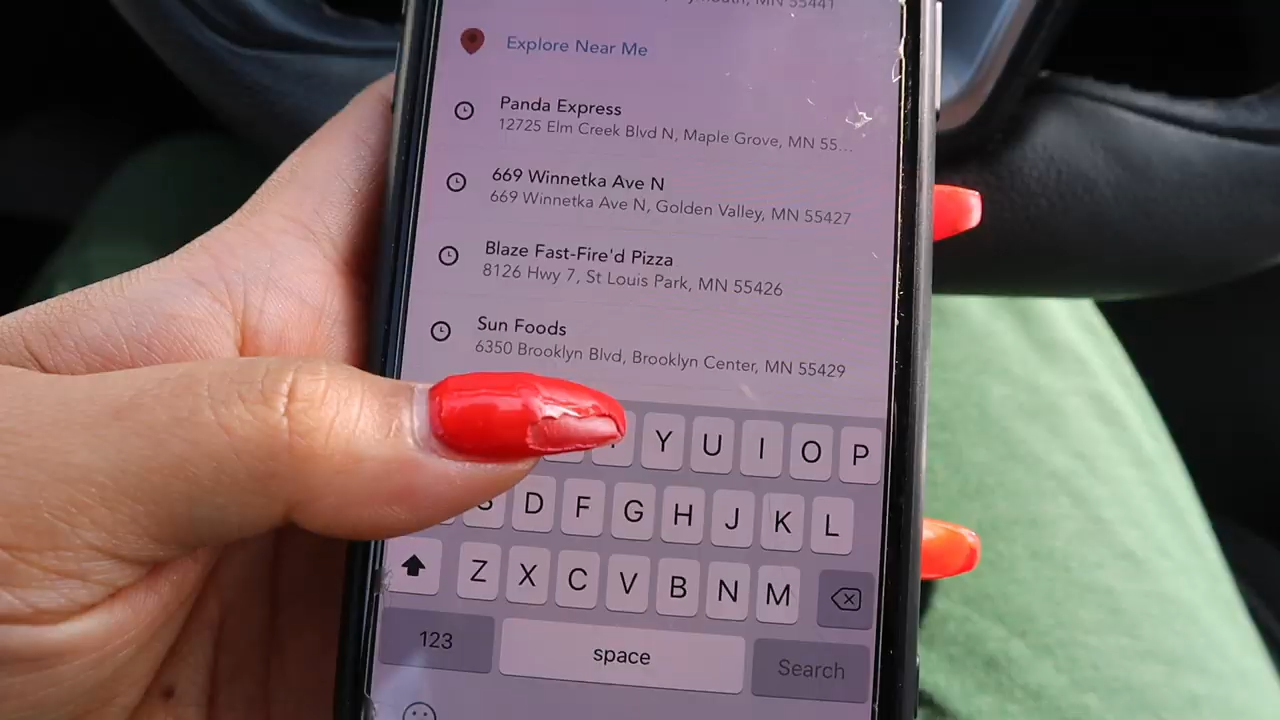 MN 55441
Explore Near Me
Panda Express
12725 Elm Creek Blvd N, Maple Grove, MN 55...
669 Winnetka Ave N
669 Winnetka Ave N, Golden Valley, MN 55427
Blaze Fast-Fire'd Pizza
8126 Hwy 7, St Louis Park, MN 55426
Sun Foods
6350 Brooklyn Blvd, Brooklyn Center, MN 55429
Y U I O P
S D F G H J K L
Z X C V B N M
123 space Search